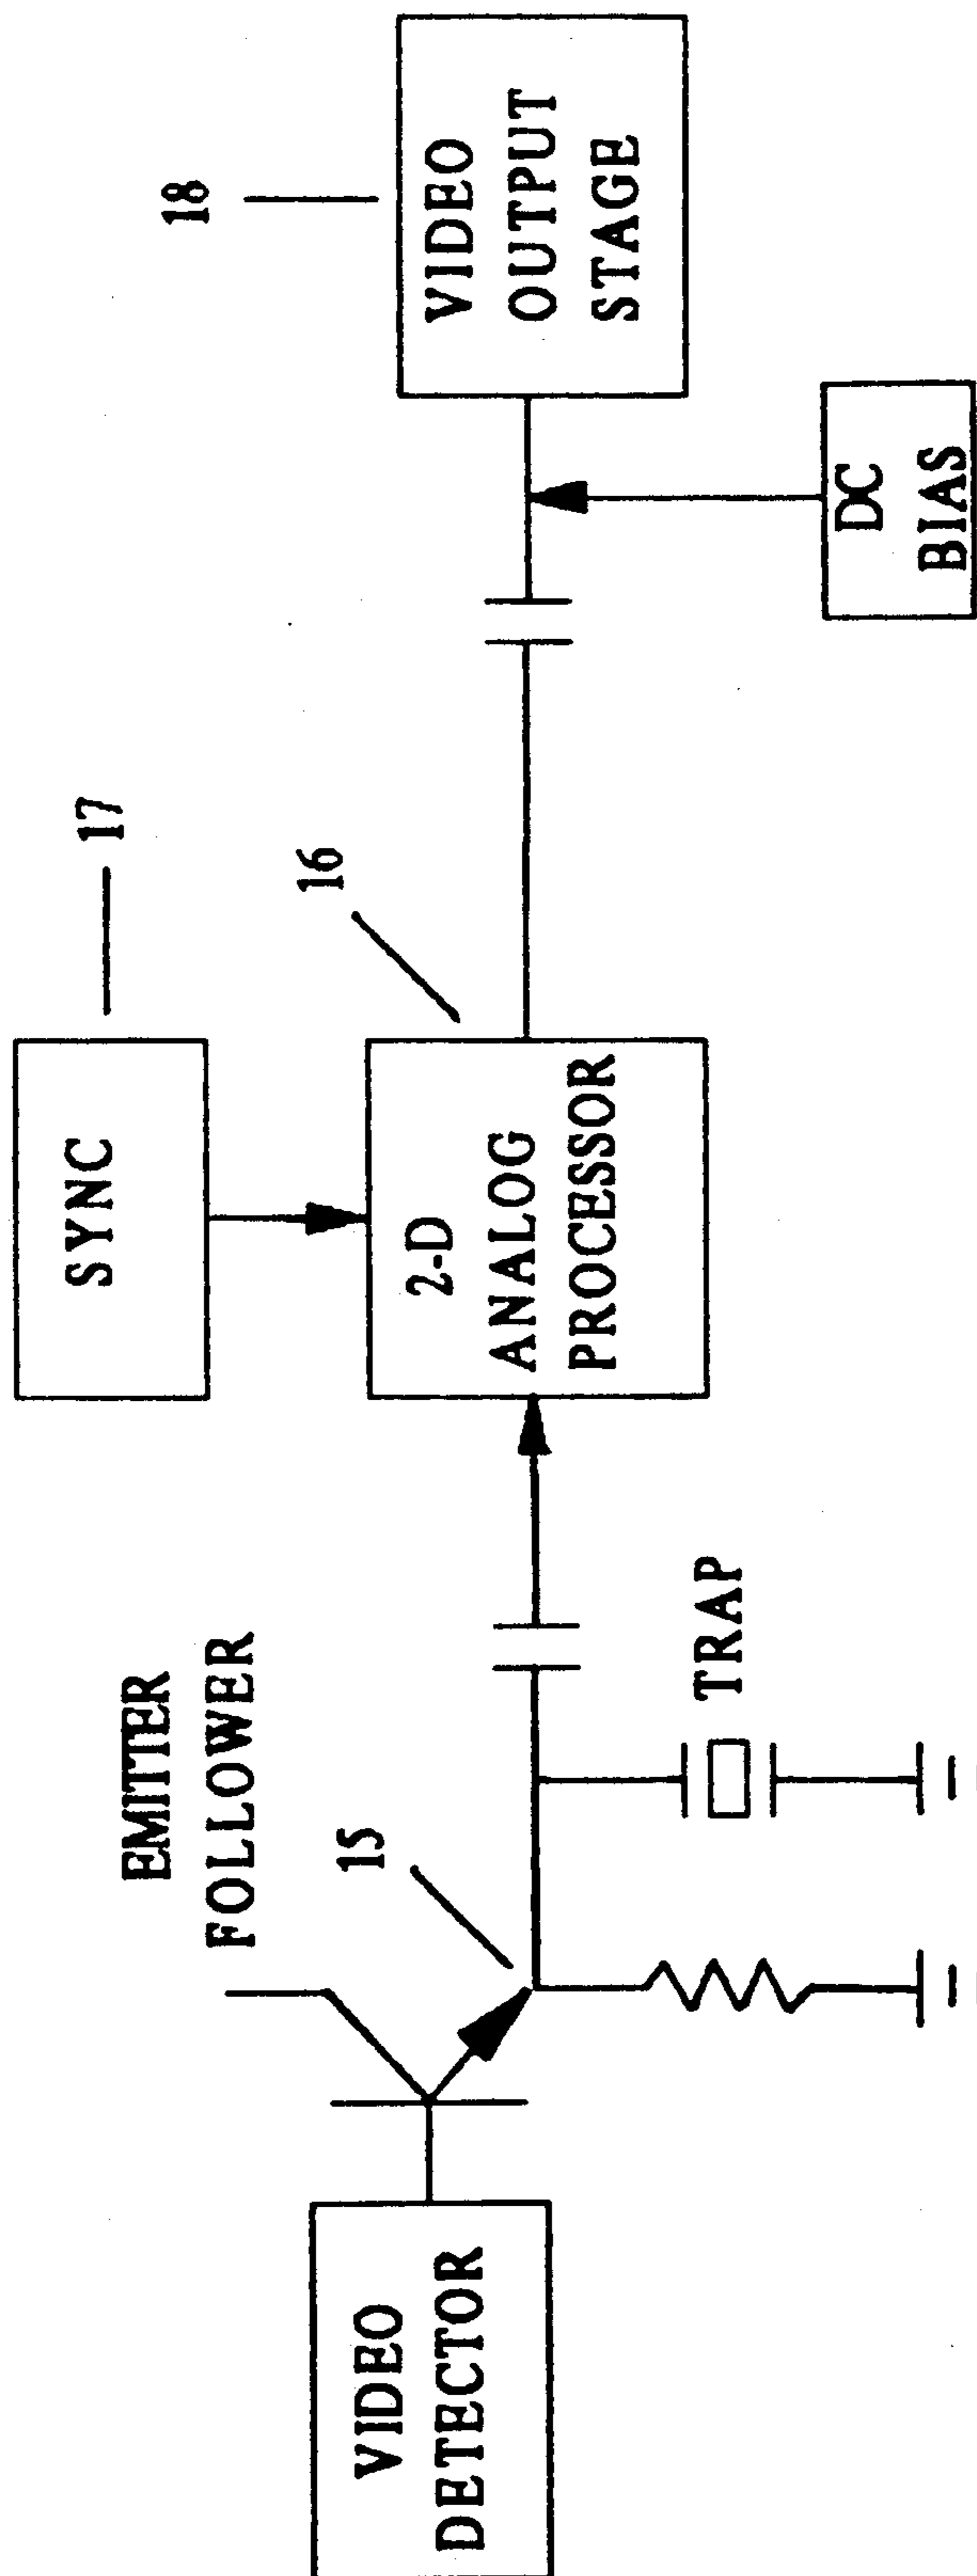 VIDEO
DETECTOR
EMITTER
FOLLOWER
15
TRAP
SYNC
17
2-D
ANALOG
PROCESSOR
16
DC
BIAS
VIDEO
OUTPUT
STAGE
18